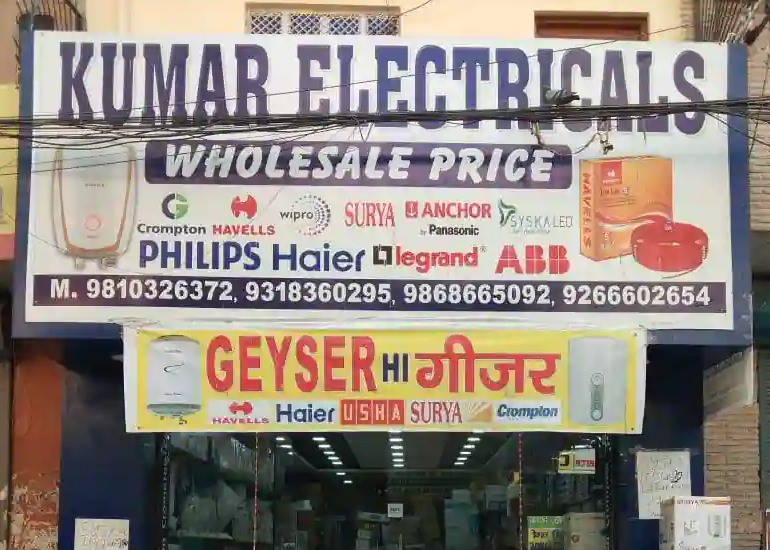 KUMAR ELECTRICALS
WHOLESALE PRICE
Crompton HAVELLS wipro SURYA ANCHOR by Panasonic SYSKA LED
PHILIPS Haier legrand® ABB
HAVELLS
M. 9810326372, 9318360295, 9868665092, 9266602654
GEYSER HI गीजर
HAVELLS Haier USHA SURYA Crompton